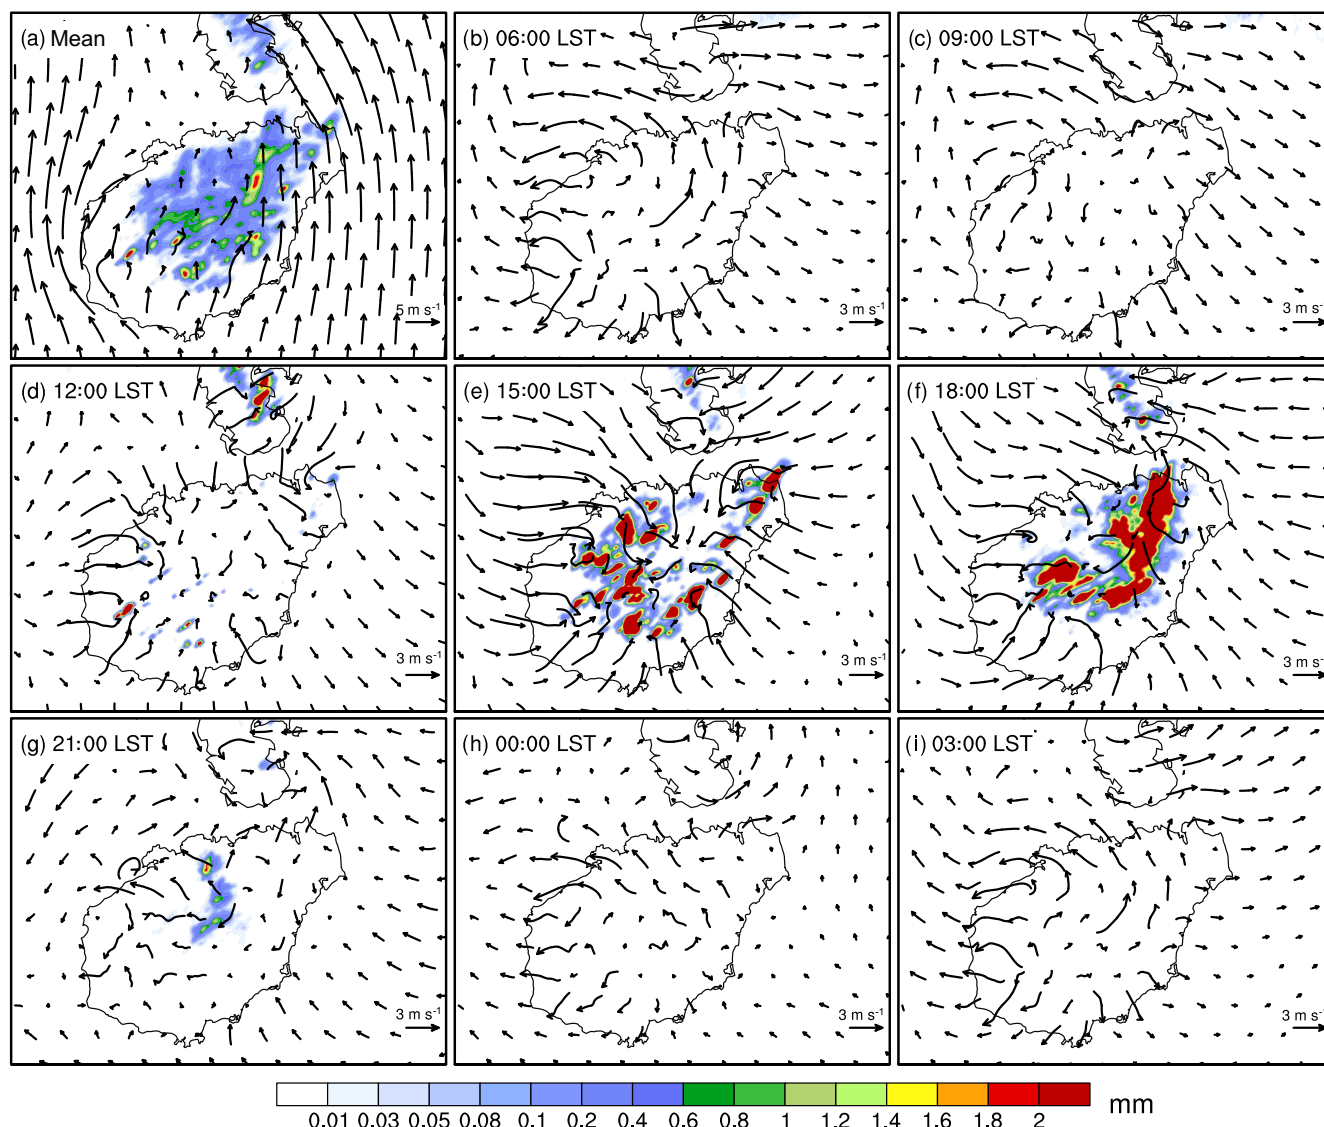 (a) Mean
5 m s⁻¹
(b) 06:00 LST
3 m s⁻¹
(c) 09:00 LST
3 m s⁻¹
(d) 12:00 LST
3 m s⁻¹
(e) 15:00 LST
3 m s⁻¹
(f) 18:00 LST
3 m s⁻¹
(g) 21:00 LST
3 m s⁻¹
(h) 00:00 LST
3 m s⁻¹
(i) 03:00 LST
3 m s⁻¹
0.01 0.03 0.05 0.08 0.1 0.2 0.4 0.6 0.8 1 1.2 1.4 1.6 1.8 2 mm